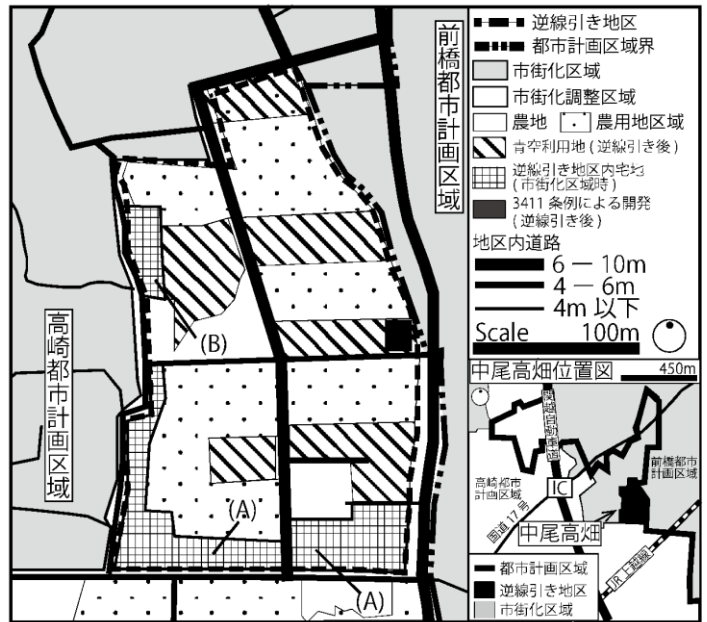 前橋都市計画区域
高崎都市計画区域
(B)
(A)
(A)
逆線引き地区
都市計画区域界
市街化区域
市街化調整区域
農地 農用地区域
青空利用地(逆線引き後)
逆線引き地区内宅地
(市街化区域時)
3411 条例による開発
(逆線引き後)
地区内道路
6 － 10m
4 － 6m
4m 以下
Scale 100m
中尾高畑位置図 450m
関越自動車道
前橋都市
計画区域
高崎都市
計画区域
IC
国道17号
中尾高畑
JR上越線
都市計画区域
逆線引き地区
市街化区域